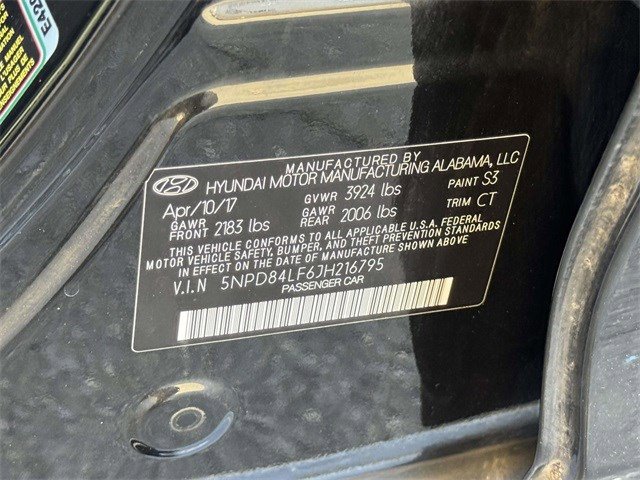 E42
MANUFACTURED BY
HYUNDAI MOTOR MANUFACTURING ALABAMA, LLC
Apr/10/17 GVWR 3924 lbs PAINT S3
GAWR FRONT 2183 lbs GAWR REAR 2006 lbs TRIM CT
THIS VEHICLE CONFORMS TO ALL APPLICABLE U.S.A. FEDERAL
MOTOR VEHICLE SAFETY, BUMPER, AND THEFT PREVENTION STANDARDS
IN EFFECT ON THE DATE OF MANUFACTURE SHOWN ABOVE
V.I.N 5NPD84LF6JH216795
PASSENGER CAR